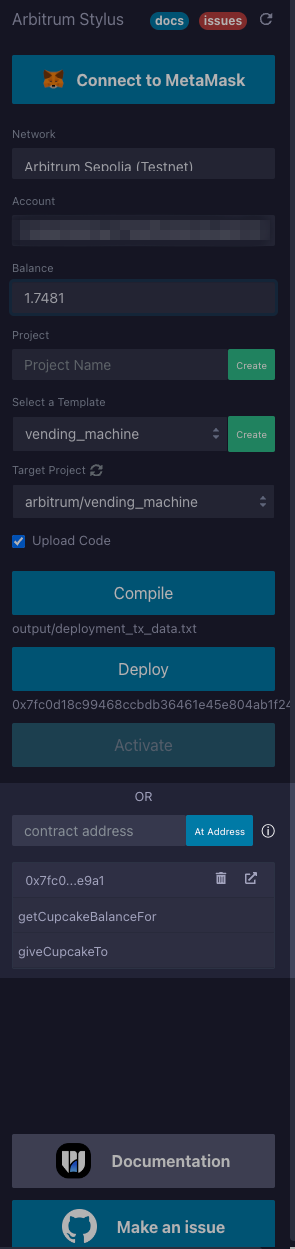 Arbitrum Stylus docs issues
Connect to MetaMask
Network
Arbitrum Sepolia (Testnet)
Account
Balance
1.7481
Project
Project Name Create
Select a Template
vending_machine Create
Target Project
arbitrum/vending_machine
Upload Code
Compile
output/deployment_tx_data.txt
Deploy
0x7fc0d18c99468ccbdb36461e45e804ab1f24
Activate
OR
contract address At Address
0x7fc0...e9a1
getCupcakeBalanceFor
giveCupcakeTo
Documentation
Make an issue